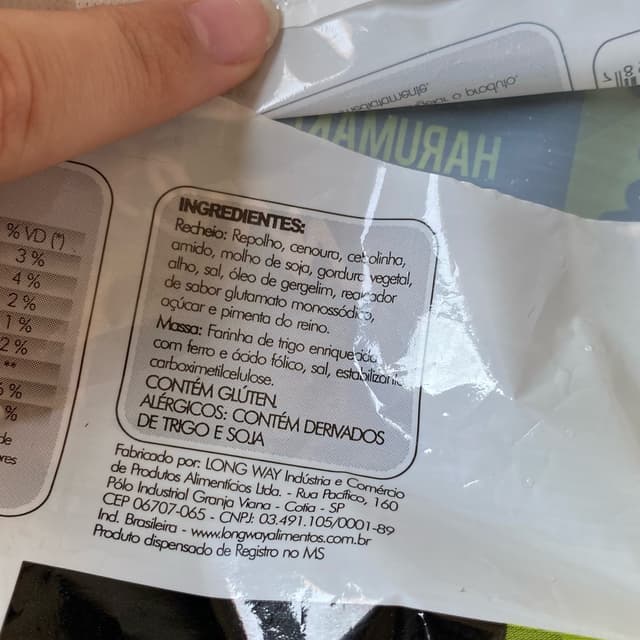 HARUMA
% VD (*)
3 %
4 %
2 %
1 %
2 %
**
%
%
de
ores
INGREDIENTES:
Recheio: Repolho, cenoura, cebolinha,
amido, molho de soja, gordura vegetal,
alho, sal, óleo de gergelim, realçador
de sabor glutamato monossódico,
açúcar e pimenta do reino.
Massa: Farinha de trigo enriquecida
com ferro e ácido fólico, sal, estabilizante
carboximetilcelulose.
CONTÉM GLÚTEN.
ALÉRGICOS: CONTÉM DERVADOS
DE TRIGO E SOJA
Fabricado por: LONG WAY Indústria e Comércio
de Produtos Alimentícios Ltda. - Rua Pacífico, 160
Pólo Industrial Granja Viana - Cotia - SP
CEP 06707-065 - CNPJ: 03.491.105/0001-89
Ind. Brasileira - www.longwayalimentos.com.br
Produto dispensado de Registro no MS